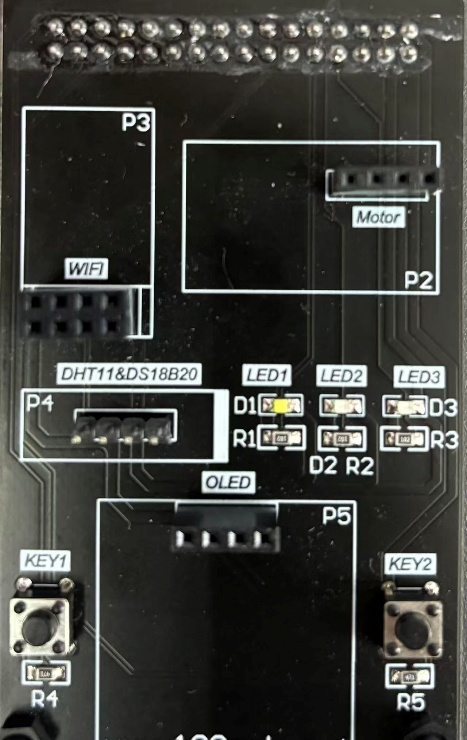 P3
Motor
WIFI
P2
DHT11&DS18B20 LED1 LED2 LED3
P4 D1 D3
R1 R3
D2 R2
OLED
P5
KEY1 KEY2
R4 R5